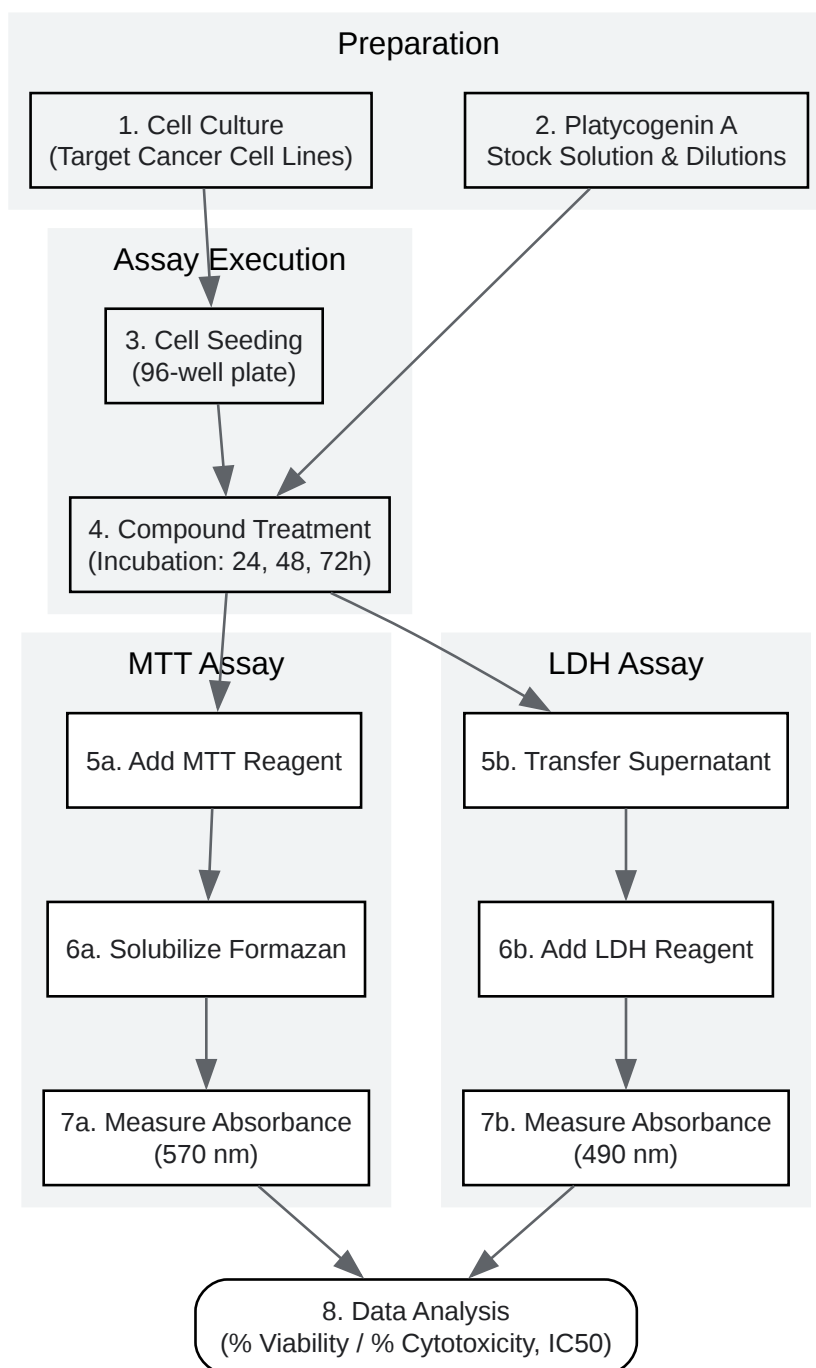 Preparation
1. Cell Culture
(Target Cancer Cell Lines)
2. Platycogenin A
Stock Solution & Dilutions
Assay Execution
3. Cell Seeding
(96-well plate)
4. Compound Treatment
(Incubation: 24, 48, 72h)
MTT Assay
5a. Add MTT Reagent
6a. Solubilize Formazan
7a. Measure Absorbance
(570 nm)
LDH Assay
5b. Transfer Supernatant
6b. Add LDH Reagent
7b. Measure Absorbance
(490 nm)
8. Data Analysis
(% Viability / % Cytotoxicity, IC50)